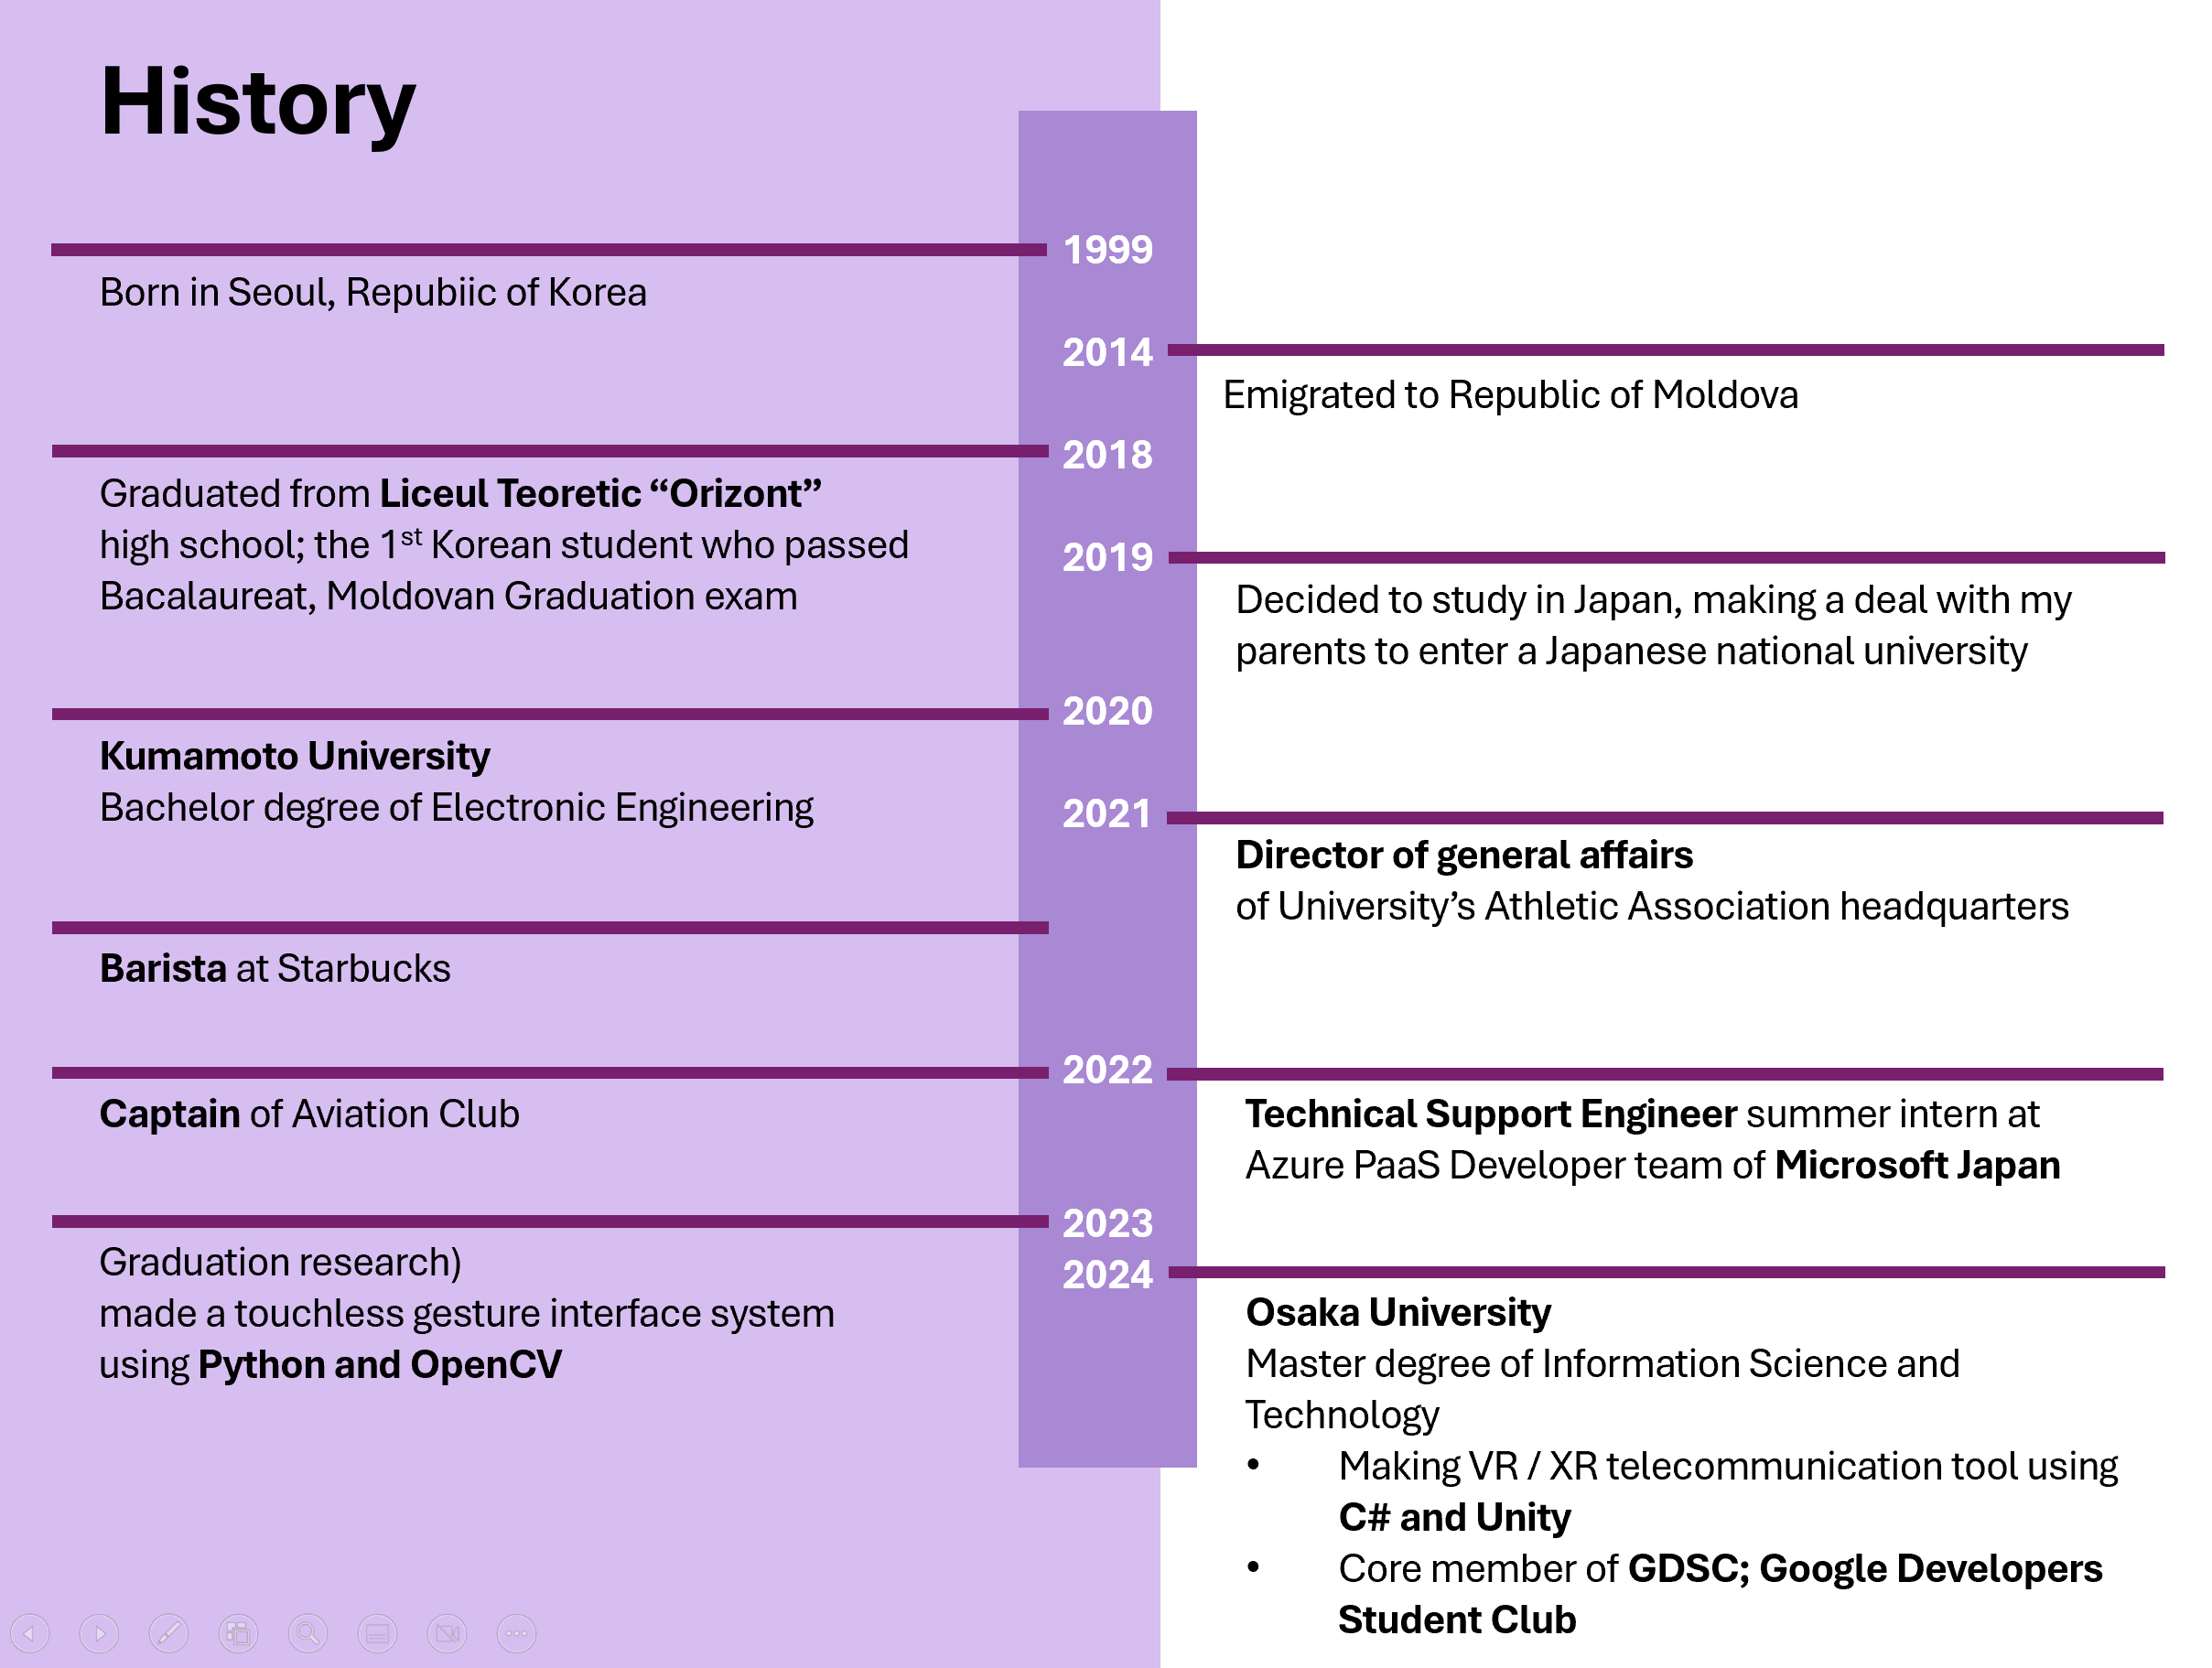 History
1999
Born in Seoul, Repubiic of Korea
2014
Emigrated to Republic of Moldova
2018
Graduated from Liceul Teoretic “Orizont”
high school; the 1st Korean student who passed
Bacalaureat, Moldovan Graduation exam
2019
Decided to study in Japan, making a deal with my
parents to enter a Japanese national university
2020
Kumamoto University
Bachelor degree of Electronic Engineering
2021
Director of general affairs
of University’s Athletic Association headquarters
Barista at Starbucks
2022
Captain of Aviation Club
Technical Support Engineer summer intern at
Azure PaaS Developer team of Microsoft Japan
2023
Graduation research)
made a touchless gesture interface system
using Python and OpenCV
2024
Osaka University
Master degree of Information Science and
Technology
• Making VR / XR telecommunication tool using
C# and Unity
• Core member of GDSC; Google Developers
Student Club